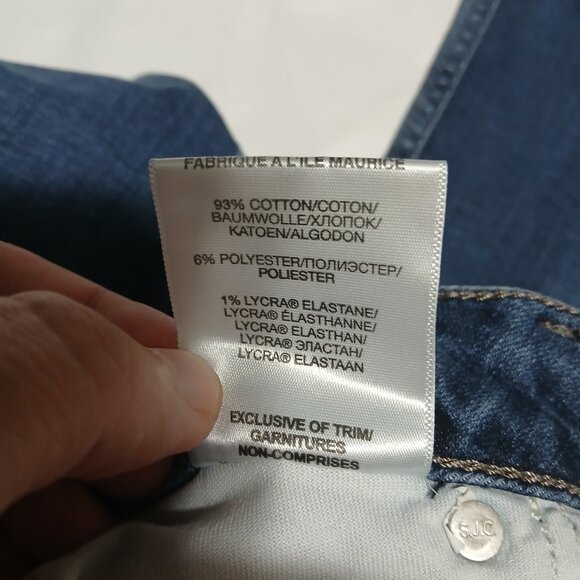 FABRIQUE A L'ILE MAURICE
93% COTTON/COTON/
BAUMWOLLE/ХЛОПОК/
KATOEN/ALGODON
6% POLYESTER/ПОЛИЭСТЕР/
POLIESTER
1% LYCRA® ELASTANE/
LYCRA® ÉLASTHANNE/
LYCRA® ELASTHAN/
LYCRA® ЭЛАСТАН/
LYCRA® ELASTAAN
EXCLUSIVE OF TRIM/
GARNITURES
NON-COMPRISES
S.J.C.